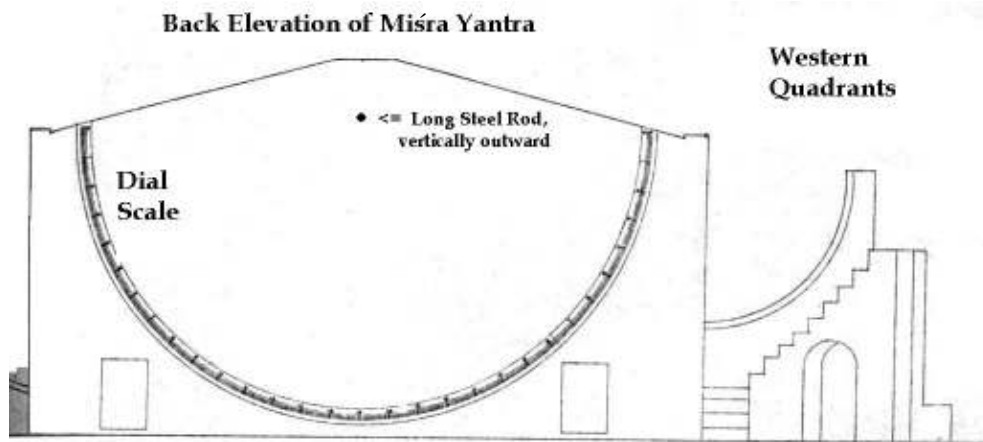 Back Elevation of Miśra Yantra
Western
Quadrants
<= Long Steel Rod,
vertically outward
Dial
Scale